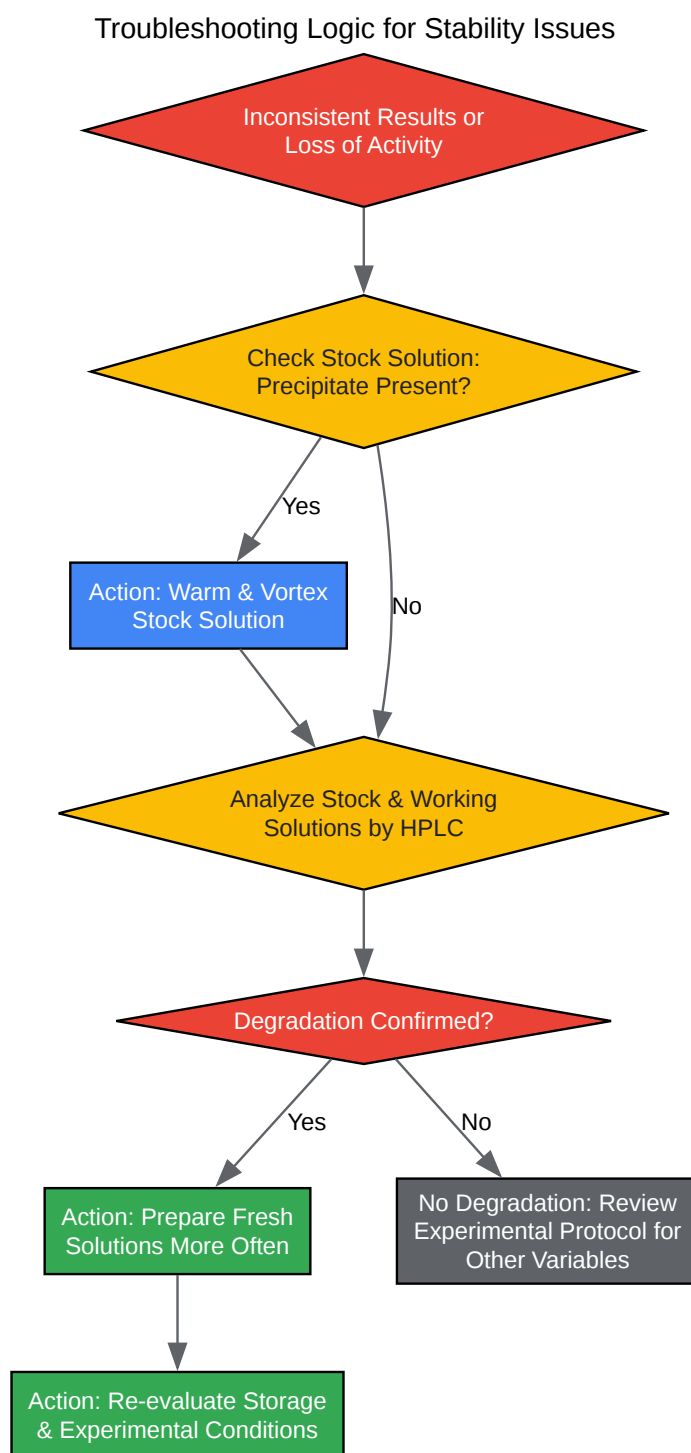 Troubleshooting Logic for Stability Issues
Inconsistent Results or
Loss of Activity
Check Stock Solution:
Precipitate Present?
Yes
Action: Warm & Vortex
Stock Solution
No
Analyze Stock & Working
Solutions by HPLC
Degradation Confirmed?
Yes
No
Action: Prepare Fresh
Solutions More Often
No Degradation: Review
Experimental Protocol for
Other Variables
Action: Re-evaluate Storage
& Experimental Conditions